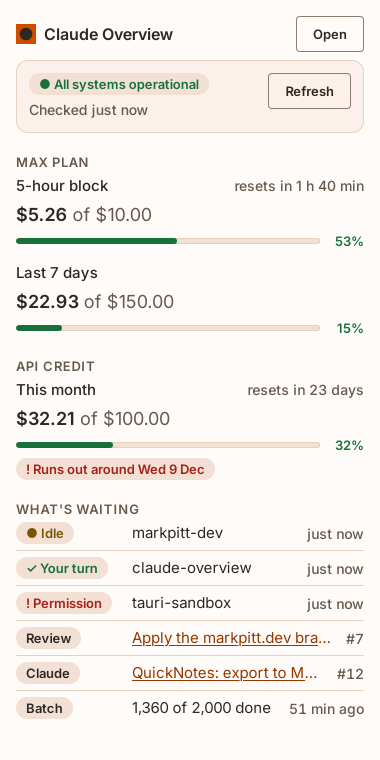 Claude Overview Open
All systems operational
Checked just now
Refresh
MAX PLAN
5-hour block resets in 1 h 40 min
$5.26 of $10.00
53%
Last 7 days
$22.93 of $150.00
15%
API CREDIT
This month resets in 23 days
$32.21 of $100.00
32%
! Runs out around Wed 9 Dec
WHAT'S WAITING
Idle markpitt-dev just now
✓ Your turn claude-overview just now
! Permission tauri-sandbox just now
Review Apply the markpitt.dev bra... #7
Claude QuickNotes: export to M... #12
Batch 1,360 of 2,000 done 51 min ago